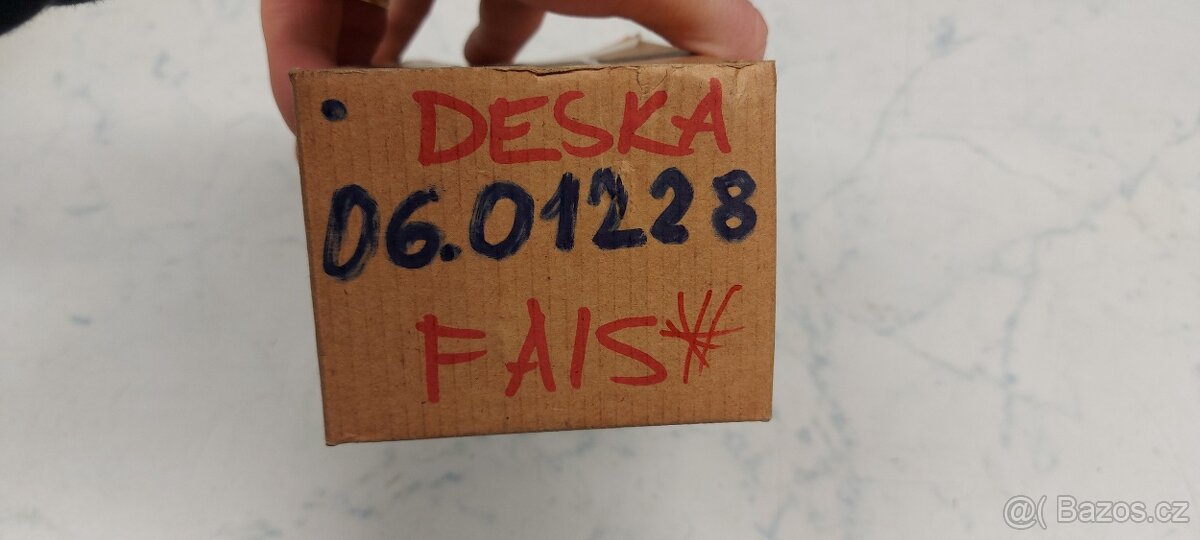 DESKA
06.01228
FAIS
@( Bazos.cz